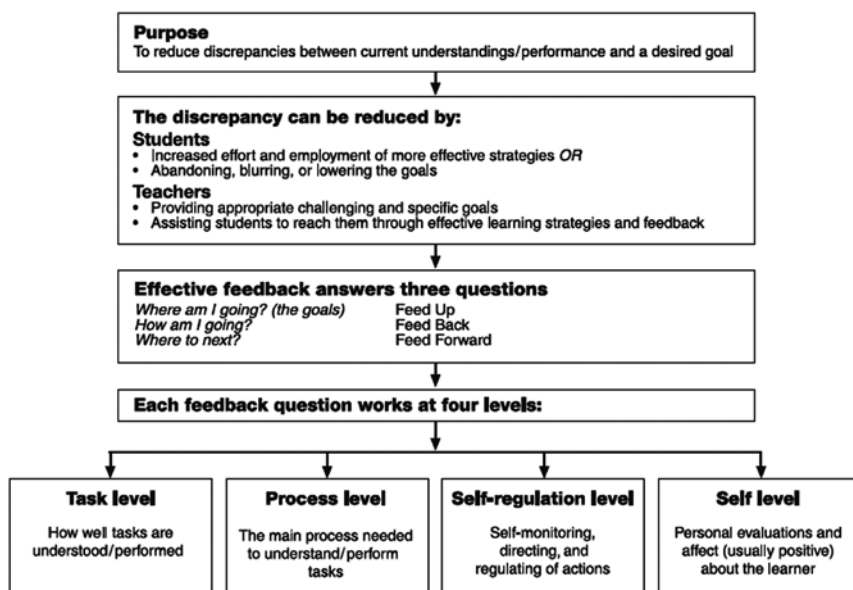 Purpose
To reduce discrepancies between current understandings/performance and a desired goal
The discrepancy can be reduced by:
Students
• Increased effort and employment of more effective strategies OR
• Abandoning, blurring, or lowering the goals
Teachers
• Providing appropriate challenging and specific goals
• Assisting students to reach them through effective learning strategies and feedback
Effective feedback answers three questions
Where am I going? (the goals) Feed Up
How am I going? Feed Back
Where to next? Feed Forward
Each feedback question works at four levels:
Task level
How well tasks are
understood/performed
Process level
The main process needed
to understand/perform
tasks
Self-regulation level
Self-monitoring,
directing, and
regulating of actions
Self level
Personal evaluations and
affect (usually positive)
about the learner